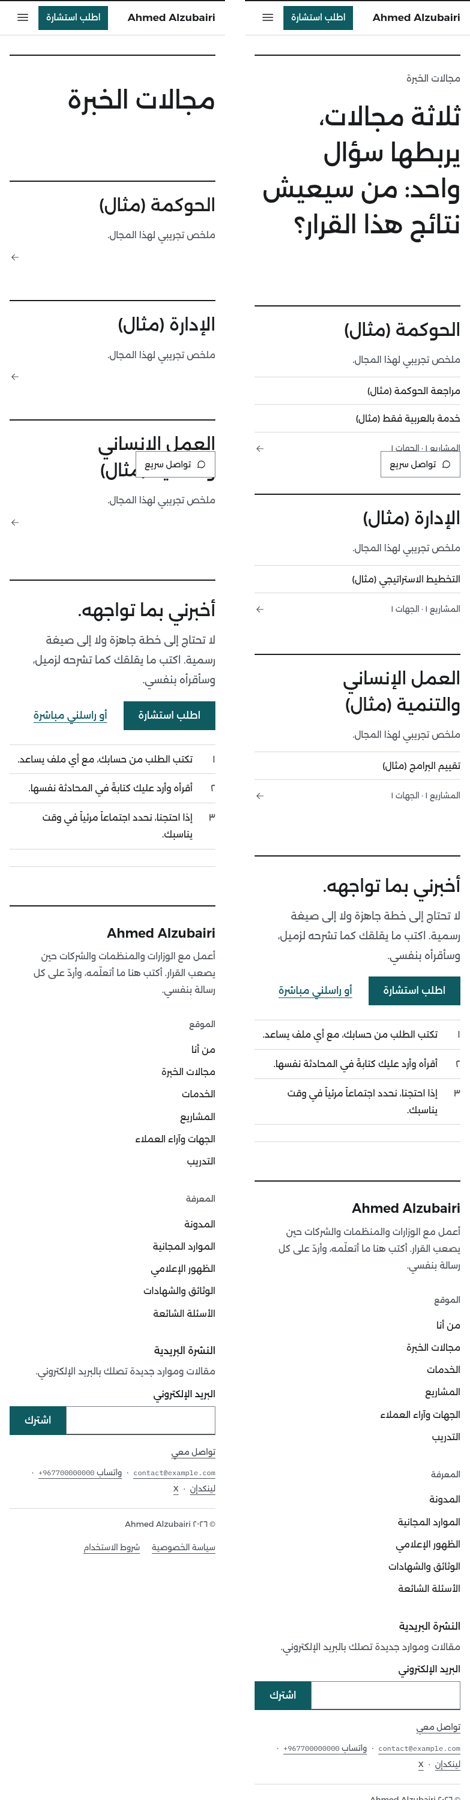 Ahmed Alzubairi
اطلب استشارة
مجالات الخبرة
ثلاثة مجالات،
يربطها سؤال
واحد: من سيعيش
نتائج هذا القرار؟
الحوكمة (مثال)
ملخص تجريبي لهذا المجال.
مراجعة الحوكمة (مثال)
خدمة بالعربية فقط (مثال)
المشاريع ١ · الجهات ١
تواصل سريع
الإدارة (مثال)
ملخص تجريبي لهذا المجال.
التخطيط الاستراتيجي (مثال)
المشاريع ١ · الجهات ١
العمل الإنساني
والتنمية (مثال)
ملخص تجريبي لهذا المجال.
تقييم البرامج (مثال)
المشاريع ١ · الجهات ١
أخبرني بما تواجهه.
لا تحتاج إلى خطة جاهزة ولا إلى صيغة
رسمية. اكتب ما يقلقك كما تشرحه لزميل،
وسأقرأه بنفسي.
اطلب استشارة
أو راسلني مباشرة
١ تكتب الطلب من حسابك، مع أي ملف يساعد.
٢ أقرأه وأرد عليك كتابةً في المحادثة نفسها.
٣ إذا احتجنا، نحدد اجتماعاً مرئياً في وقت
يناسبك.
Ahmed Alzubairi
أعمل مع الوزارات والمنظمات والشركات حين
يصعب القرار. أكتب هنا ما أتعلّمه، وأردّ على كل
رسالة بنفسي.
الموقع
من أنا
مجالات الخبرة
الخدمات
المشاريع
الجهات وآراء العملاء
التدريب
المعرفة
المدونة
الموارد المجانية
الظهور الإعلامي
الوثائق والشهادات
الأسئلة الشائعة
النشرة البريدية
مقالات وموارد جديدة تصلك بالبريد الإلكتروني.
البريد الإلكتروني
اشترك
تواصل معي
contact@example.com · واتساب +967700000000 ·
لينكدإن · X
© ٢٠٢٦ Ahmed Alzubairi
Ahmed Alzubairi
اطلب استشارة
مجالات الخبرة
الحوكمة (مثال)
ملخص تجريبي لهذا المجال.
الإدارة (مثال)
ملخص تجريبي لهذا المجال.
العمل الإنساني
مثال)
تواصل سريع
ملخص تجريبي لهذا المجال.
أخبرني بما تواجهه.
لا تحتاج إلى خطة جاهزة ولا إلى صيغة
رسمية. اكتب ما يقلقك كما تشرحه لزميل،
وسأقرأه بنفسي.
اطلب استشارة
أو راسلني مباشرة
١ تكتب الطلب من حسابك، مع أي ملف يساعد.
٢ أقرأه وأرد عليك كتابةً في المحادثة نفسها.
٣ إذا احتجنا، نحدد اجتماعاً مرئياً في وقت
يناسبك.
Ahmed Alzubairi
أعمل مع الوزارات والمنظمات والشركات حين
يصعب القرار. أكتب هنا ما أتعلّمه، وأردّ على كل
رسالة بنفسي.
الموقع
من أنا
مجالات الخبرة
الخدمات
المشاريع
الجهات وآراء العملاء
التدريب
المعرفة
المدونة
الموارد المجانية
الظهور الإعلامي
الوثائق والشهادات
الأسئلة الشائعة
النشرة البريدية
مقالات وموارد جديدة تصلك بالبريد الإلكتروني.
البريد الإلكتروني
اشترك
تواصل معي
contact@example.com · واتساب +967700000000 ·
لينكدإن · X
© ٢٠٢٦ Ahmed Alzubairi
سياسة الخصوصية
شروط الاستخدام